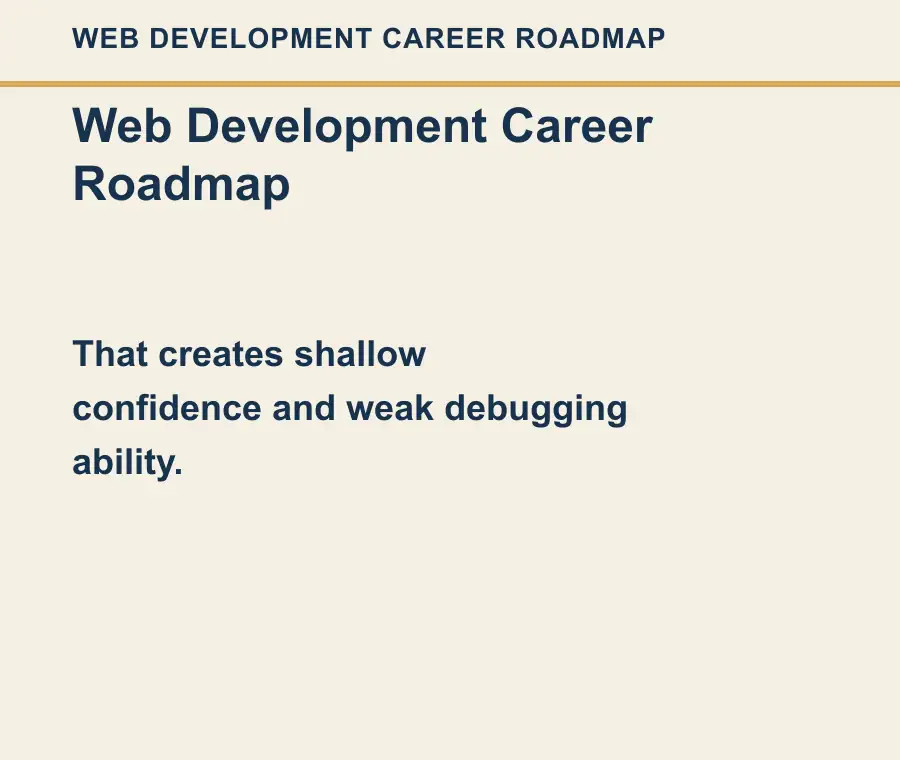 WEB DEVELOPMENT CAREER ROADMAP
Web Development Career
Roadmap
That creates shallow
confidence and weak debugging
ability.